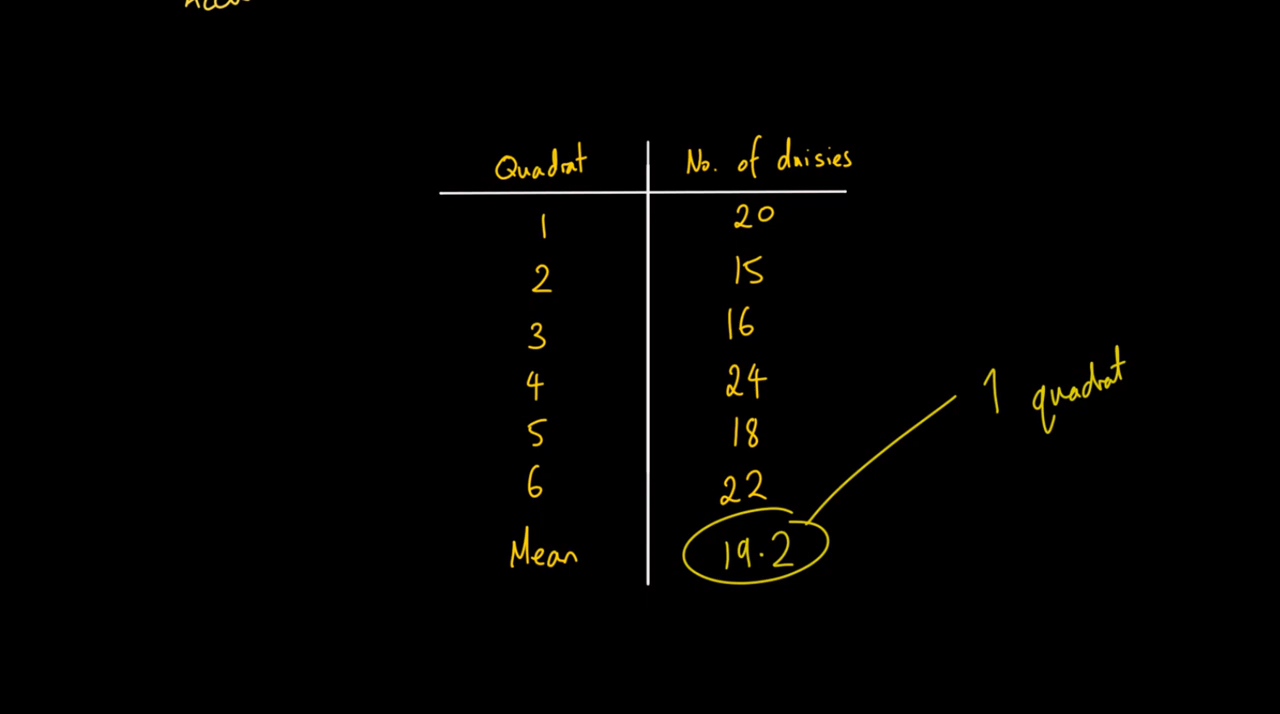 Quadrat No. of daisies
1 20
2 15
3 16
4 24
5 18
6 22
Mean 19.2
1 quadrat